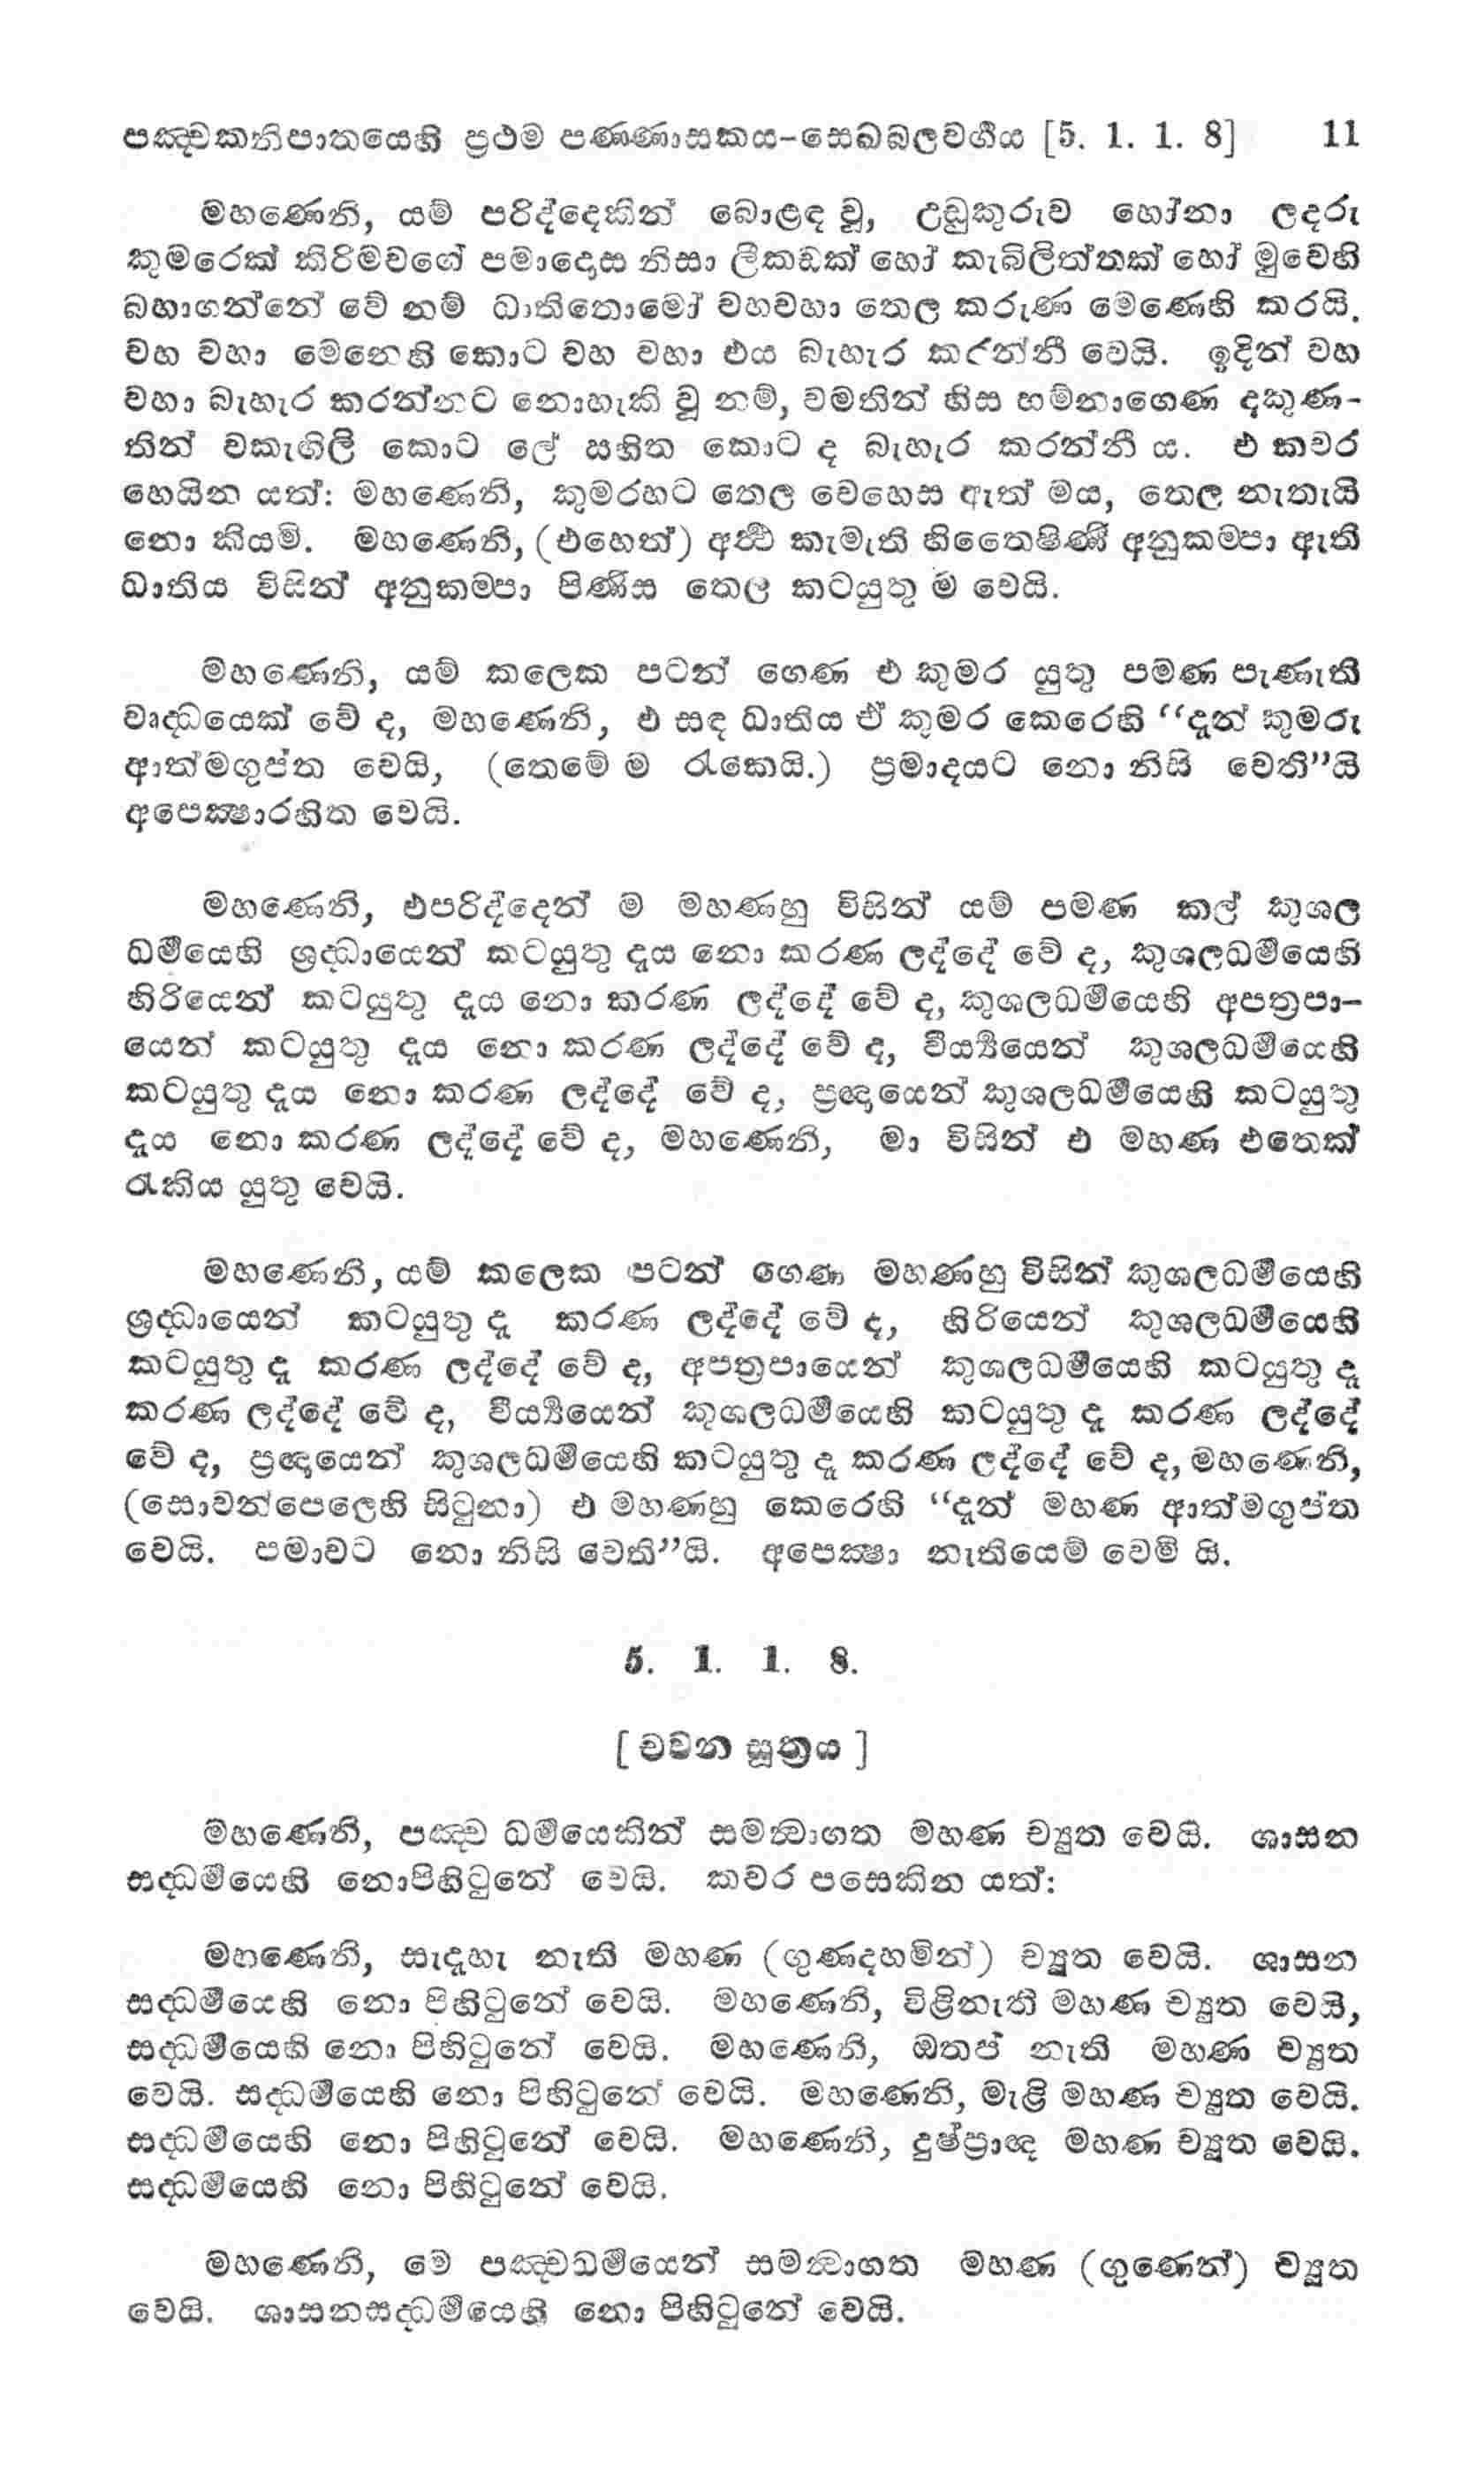 පඤ්චකනිපාතයෙහි ප්‍රථම පණ්ණාසකය-සෙඛබලවර්‍ගය [5. 1. 1. 8] 11
මහණෙනි, යම් පරිද්දෙකින් බොළඳ වූ, උඩුකුරුව හෝනා ලදරු
කුමරෙක් කිරිමවගේ පමාදොස නිසා ලීකඩක් හෝ කැබිලිත්තක් හෝ මුවෙහි
බහාගන්නේ වේ නම් ධාතිතොමෝ වහවහා තෙල කරුණ මෙණෙහි කරයි.
වහ වහා මෙනෙහි කොට වහ වහා එය බැහැර කරන්නී වෙයි. ඉදින් වහ
වහා බැහැර කරන්නට නොහැකි වූ නම්, වමතින් හිස හම්නාගෙණ දකුණ-
තින් වකැඟිලි කොට ලේ සහිත කොට ද බැහැර කරන්නී ය. එ කවර
හෙයින යත්: මහණෙනි, කුමරහට තෙල වෙහෙස ඇත් මය, තෙල නැතැයි
නො කියමි. මහණෙනි, (එහෙත්) අර්‍ත්‍ථ කැමැති හිතෛෂිණී අනුකම්පා ඇති
ධාතිය විසින් අනුකම්පා පිණිස තෙල කටයුතු ම වෙයි.
මහණෙනි, යම් කලෙක පටන් ගෙණ එ කුමර යුතු පමණ පැණැති
වෘද්ධයෙක් වේ ද, මහණෙනි, එ සඳ ධාතිය ඒ කුමර කෙරෙහි “දැන් කුමරු
ආත්මගුප්ත වෙයි, (තෙමේ ම රැකෙයි.) ප්‍රමාදයට නො නිසි වෙතී”යි
අපෙක්‍ෂාරහිත වෙයි.
මහණෙනි, එපරිද්දෙන් ම මහණහු විසින් යම් පමණ කල් කුශල
ධර්‍මයෙහි ශ්‍රද්ධායෙන් කටයුතු දැය නො කරණ ලද්දේ වේ ද, කුශලධර්‍මයෙහි
හිරියෙන් කටයුතු දැය නො කරණ ලද්දේ වේ ද, කුශලධර්‍මයෙහි අපත්‍රපා-
යෙන් කටයුතු දැය නො කරණ ලද්දේ වේ ද, වීර්‍ය්‍යයෙන් කුශලධර්‍මයෙහි
කටයුතු දැය නො කරණ ලද්දේ වේ ද, ප්‍රඥායෙන් කුශලධර්‍මයෙහි කටයුතු
දැය නො කරණ ලද්දේ වේ ද, මහණෙනි, මා විසින් එ මහණ එතෙක්
රැකිය යුතු වෙයි.
මහණෙනි, යම් කලෙක පටන් ගෙණ මහණහු විසින් කුශලධර්‍මයෙහි
ශ්‍රද්ධායෙන් කටයුතු දෑ කරණ ලද්දේ වේ ද, හිරියෙන් කුශලධර්‍මයෙහි
කටයුතු දෑ කරණ ලද්දේ වේ ද, අපත්‍රපායෙන් කුශලධර්‍මයෙහි කටයුතු දෑ
කරණ ලද්දේ වේ ද, වීර්‍ය්‍යයෙන් කුශලධර්‍මයෙහි කටයුතු දෑ කරණ ලද්දේ
වේ ද, ප්‍රඥායෙන් කුශලධර්‍මයෙහි කටයුතු දෑ කරණ ලද්දේ වේ ද, මහණෙනි,
(සොවන්පෙලෙහි සිටුනා) එ මහණහු කෙරෙහි “දැන් මහණ ආත්මගුප්ත
වෙයි. පමාවට නො නිසි වෙති”යි. අපෙක්‍ෂා නැතියෙම් වෙමි යි.
5. 1. 1. 8.
[ චවන සූත්‍රය ]
මහණෙනි, පඤ්ච ධර්‍මයෙකින් සමන්‍වාගත මහණ ච්‍යුත වෙයි. ශාසන
සද්ධර්‍මයෙහි නොපිහිටුනේ වෙයි. කවර පසෙකින යත්:
මහණෙනි, සැදැහැ නැති මහණ (ගුණදහමින්) ච්‍යුත වෙයි. ශාසන
සද්ධර්‍මයෙහි නො පිහිටුනේ වෙයි. මහණෙනි, විළිනැති මහණ ච්‍යුත වෙයි,
සද්ධර්‍මයෙහි නො පිහිටුනේ වෙයි. මහණෙනි, ඔතප් නැති මහණ ච්‍යුත
වෙයි. සද්ධර්‍මයෙහි නො පිහිටුනේ වෙයි. මහණෙනි, මැළි මහණ ච්‍යුත වෙයි.
සද්ධර්‍මයෙහි නො පිහිටුනේ වෙයි. මහණෙනි, දුෂ්ප්‍රාඥ මහණ ච්‍යුත වෙයි.
සද්ධර්‍මයෙහි නො පිහිටුනේ වෙයි.
මහණෙනි, මේ පඤ්චධර්‍මයෙන් සමන්‍වාගත මහණ (ගුණෙන්) ච්‍යුත
වෙයි. ශාසනසද්ධර්‍මයෙහි නො පිහිටුනේ වෙයි.